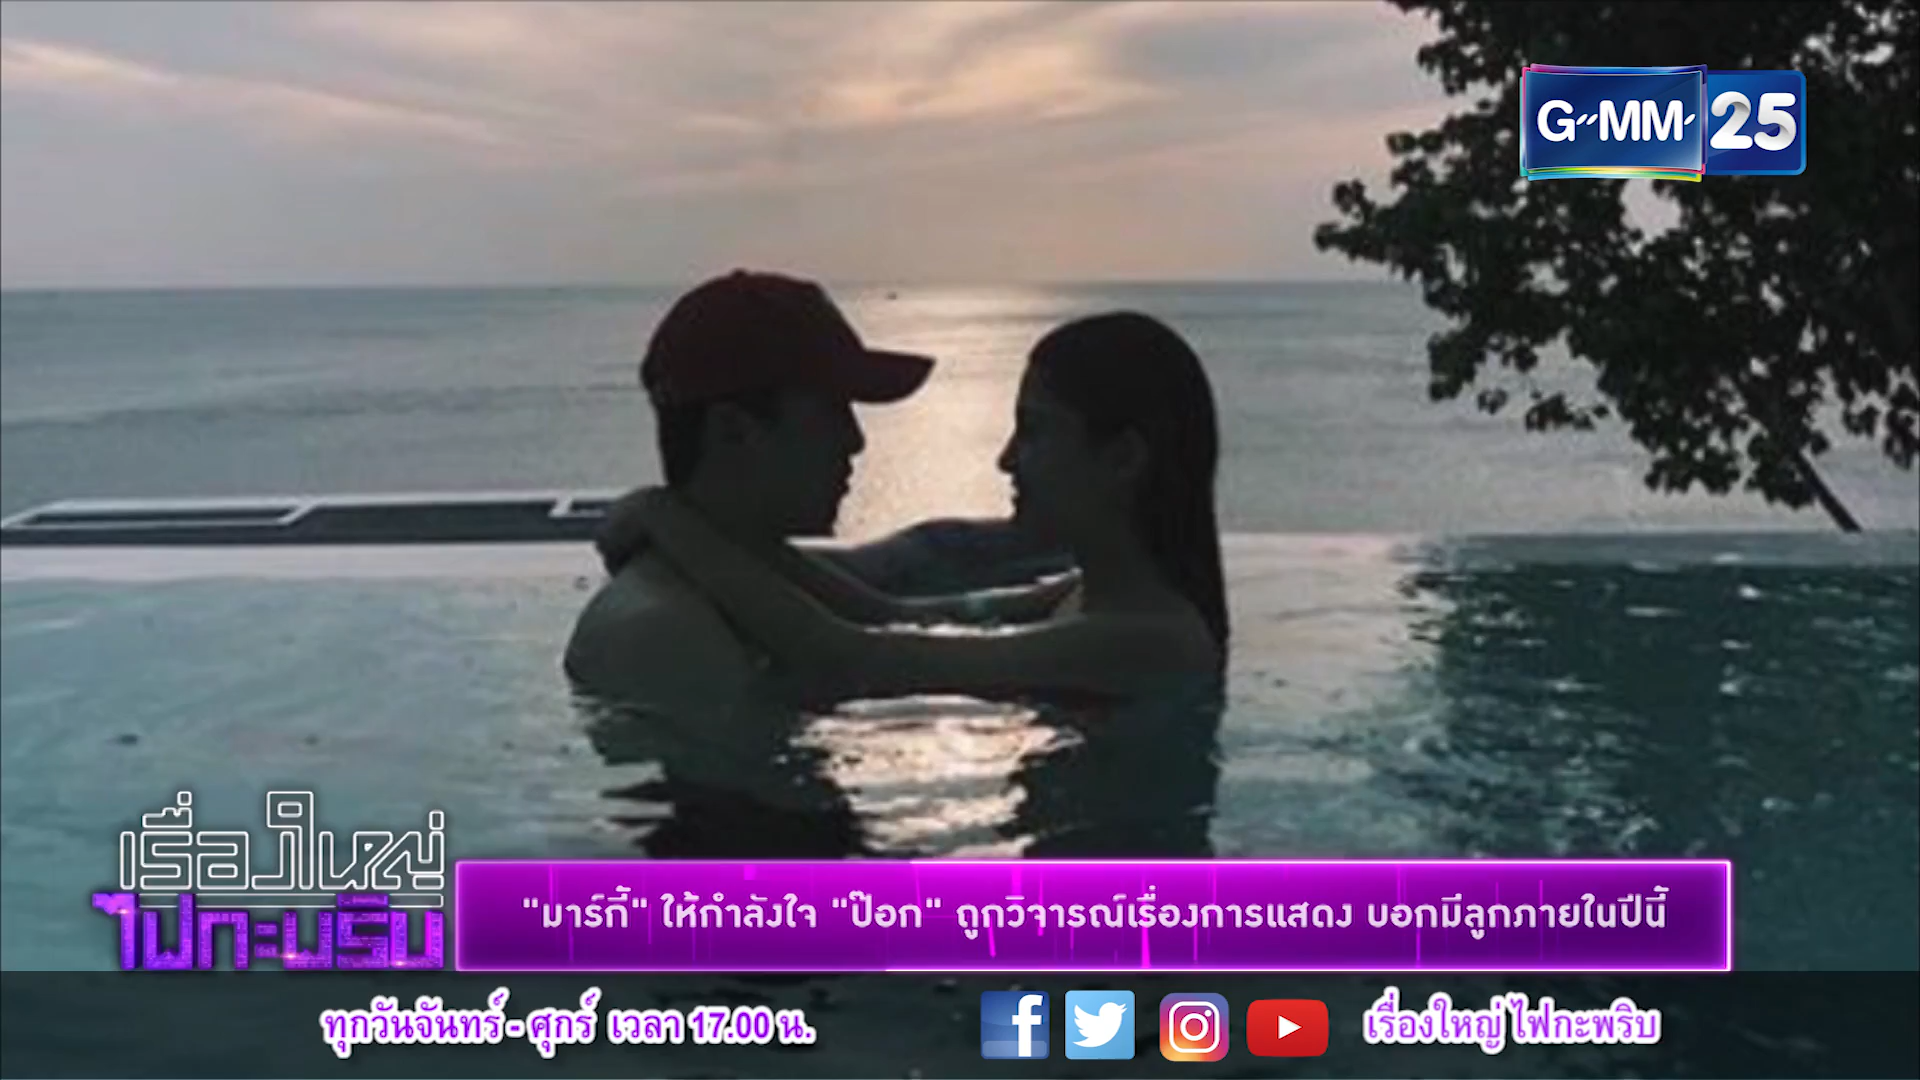 G-MM 25
เรื่องใหญ่
ไฟกะพริบ
"มาร์กี้" ให้กำลังใจ "ป๊อก" ถูกวิจารณ์เรื่องการแสดง บอกมีลูกภายในปีนี้
ทุกวันจันทร์ - ศุกร์ เวลา 17.00 น.
เรื่องใหญ่ ไฟกะพริบ